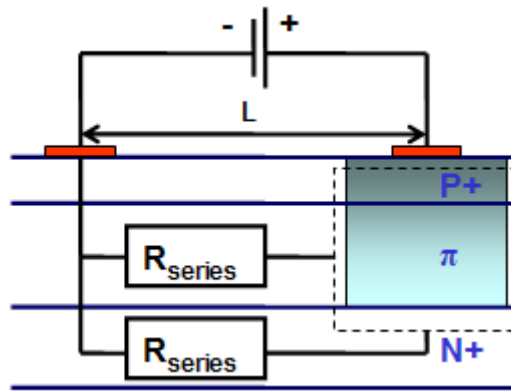 - +
L
P+
R series π
R series N+